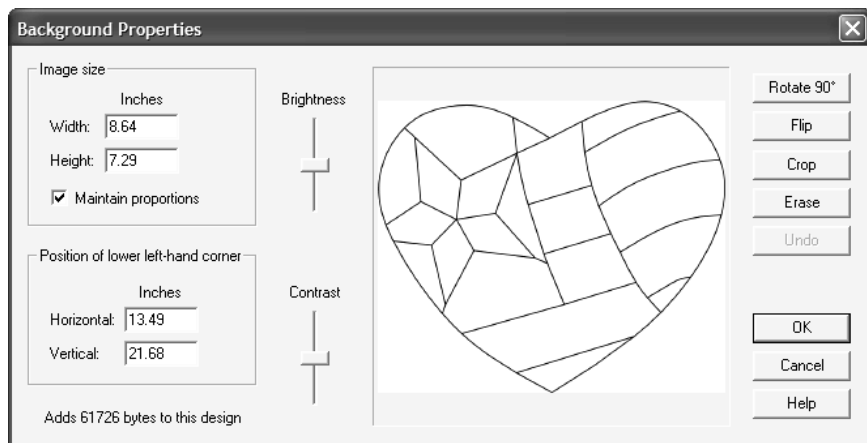 Background Properties
Image size
Inches
Width: 8.64
Height: 7.29
Maintain proportions
Position of lower left-hand corner
Inches
Horizontal: 13.49
Vertical: 21.68
Adds 61726 bytes to this design
Brightness
Contrast
Rotate 90°
Flip
Crop
Erase
Undo
OK
Cancel
Help